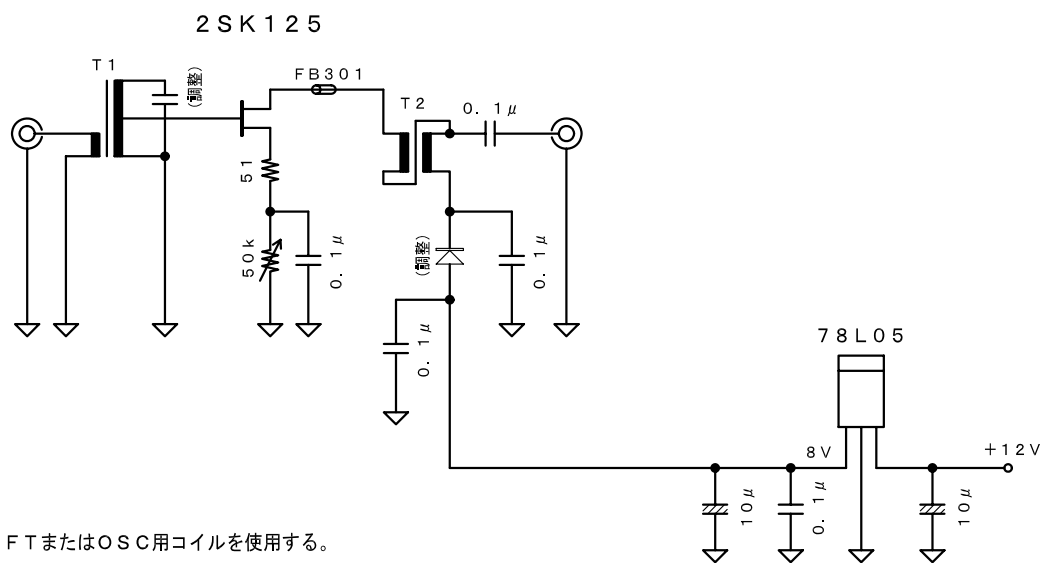 2SK125
T1
(調整)
FB301
T2
0.1μ
51
50k
0.1μ
(調整)
0.1μ
0.1μ
78L05
8V
+12V
10μ
0.1μ
10μ
FTまたはOSC用コイルを使用する。